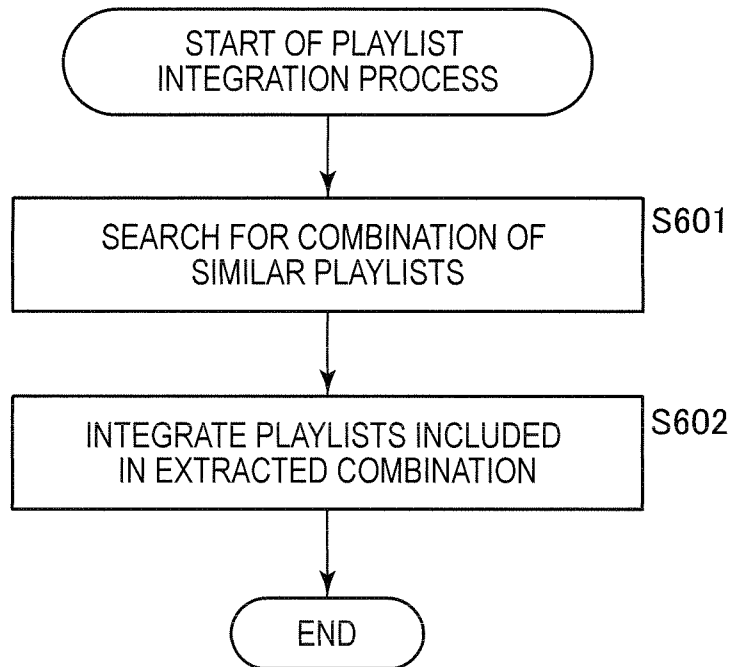 START OF PLAYLIST
INTEGRATION PROCESS
S601
SEARCH FOR COMBINATION OF
SIMILAR PLAYLISTS
S602
INTEGRATE PLAYLISTS INCLUDED
IN EXTRACTED COMBINATION
END